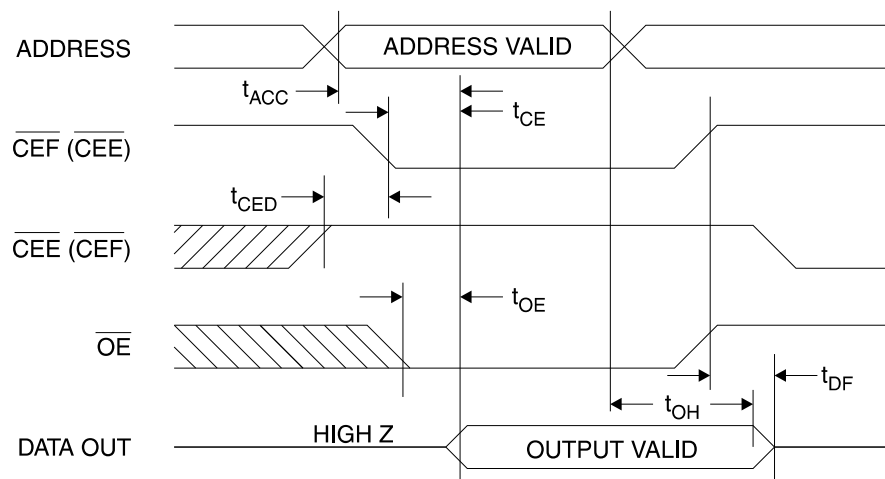 ADDRESS
ADDRESS VALID
tACC
tCE
CEF (CEE)
tCED
CEE (CEF)
tOE
OE
tDF
tOH
HIGH Z
DATA OUT
OUTPUT VALID